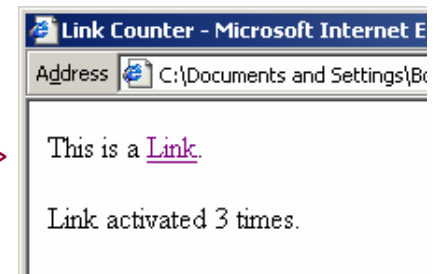 Link Counter - Microsoft Internet E
Address C:\Documents and Settings\Bo
This is a Link.
Link activated 3 times.